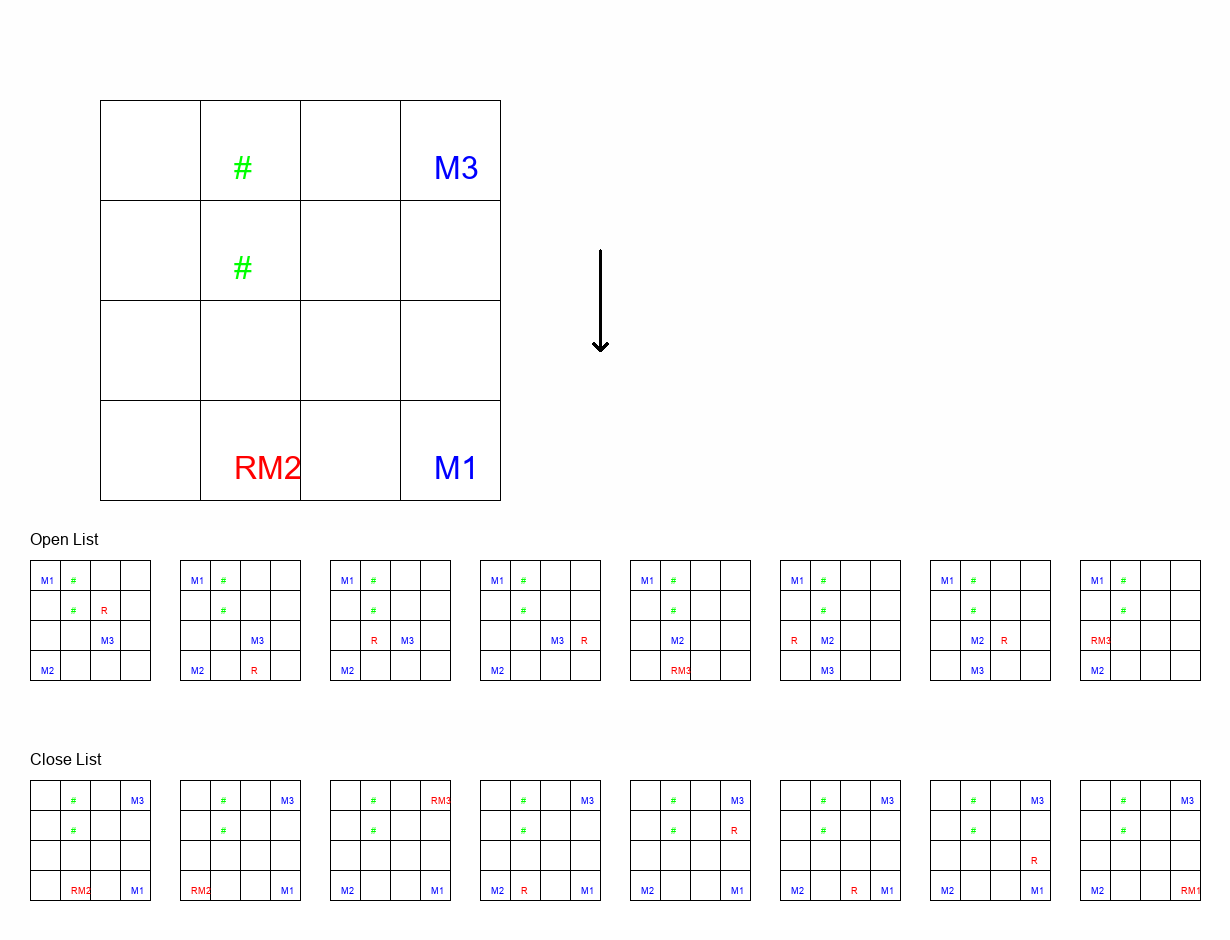 # M3
#
RM2 M1
Open List
M1 # M1 # M1 # M1 # M1 # M1 # M1 # M1 #
# R # # # # # # #
M3 M3 R M3 M3 R M2 R M2 M2 R RM3
M2 M2 R M2 M2 RM3 M3 M3 M2
Close List
# M3 # M3 # RM3 # M3 # M3 # M3 # M3 # M3
# # # # # R # # #
R
RM2 M1 RM2 M1 M2 M1 M2 R M1 M2 M1 M2 R M1 M2 M1 M2 RM1